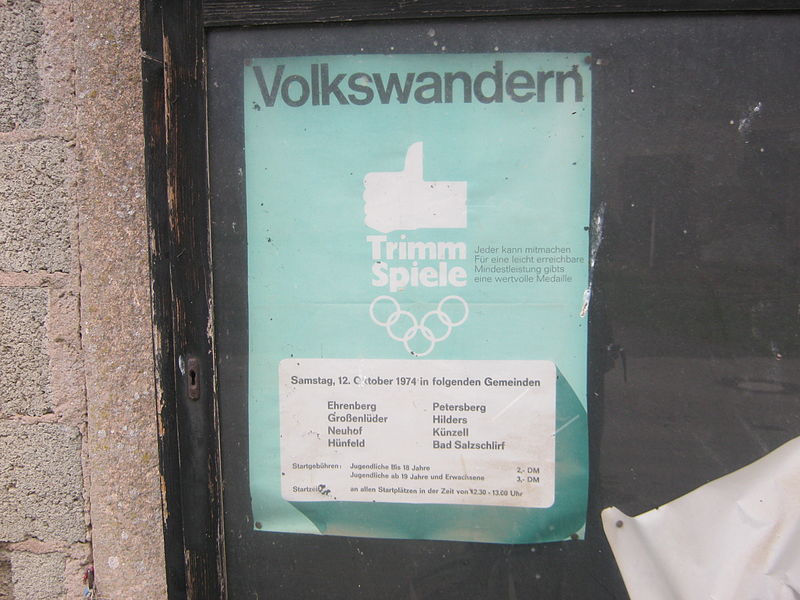 Volkswandern
Trimm
Spiele
Jeder kann mitmachen
Für eine leicht erreichbare
Mindestleistung gibts
eine wertvolle Medaille
Samstag, 12. Oktober 1974 in folgenden Gemeinden
Ehrenberg Petersberg
Großenlüder Hilders
Neuhof Künzell
Hünfeld Bad Salzschlirf
Startgebühren: Jugendliche bis 18 Jahre 2,- DM
Jugendliche ab 19 Jahre und Erwachsene 3,- DM
Startzeit: an allen Startplätzen in der Zeit von 12.30 - 13.00 Uhr